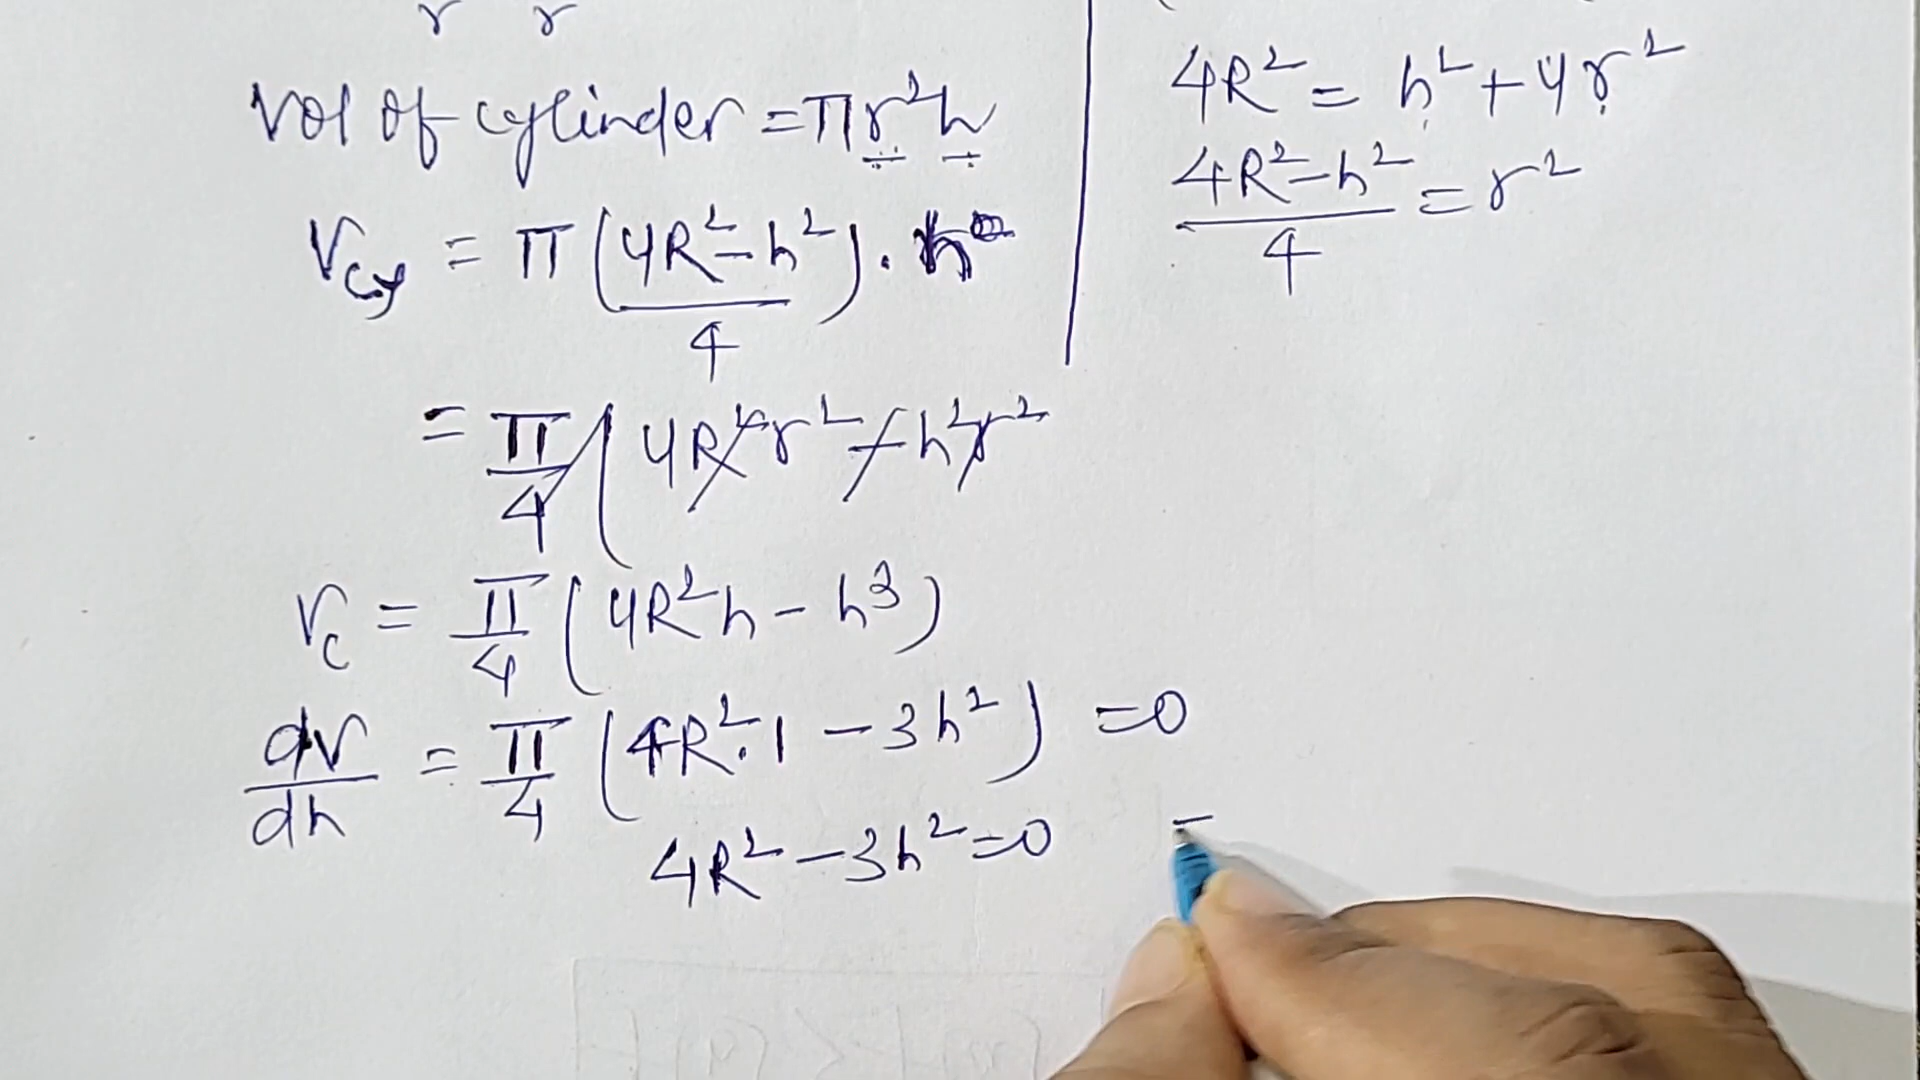 r r
Vol of cylinder = πr²h
V_cy = π (4R² - h²)/4 . h
= π/4 (4R²r² - h²r²
V_c = π/4 (4R²h - h³)
dv/dh = π/4 (4R².1 - 3h²) = 0
4R² - 3h² = 0
4R² = h² + 4r²
(4R² - h²)/4 = r²